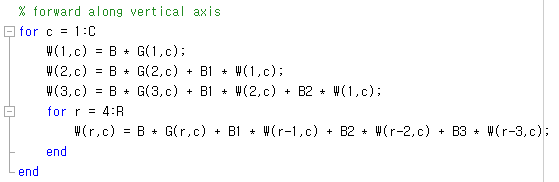 % forward along vertical axis
for c = 1:C
W(1,c) = B * G(1,c);
W(2,c) = B * G(2,c) + B1 * W(1,c);
W(3,c) = B * G(3,c) + B1 * W(2,c) + B2 * W(1,c);
for r = 4:R
W(r,c) = B * G(r,c) + B1 * W(r-1,c) + B2 * W(r-2,c) + B3 * W(r-3,c);
end
end